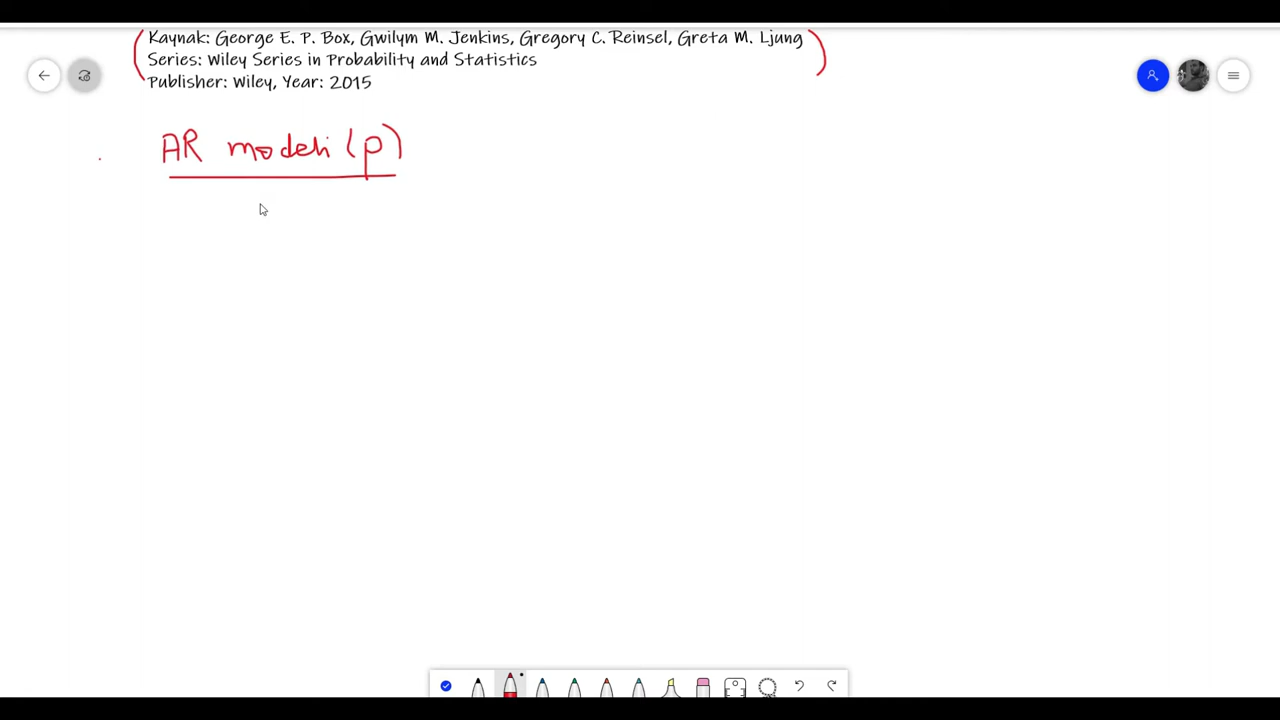 Kaynak: George E. P. Box, Gwilym M. Jenkins, Gregory C. Reinsel, Greta M. Ljung
Series: Wiley Series in Probability and Statistics
Publisher: Wiley, Year: 2015
AR modeli (p)